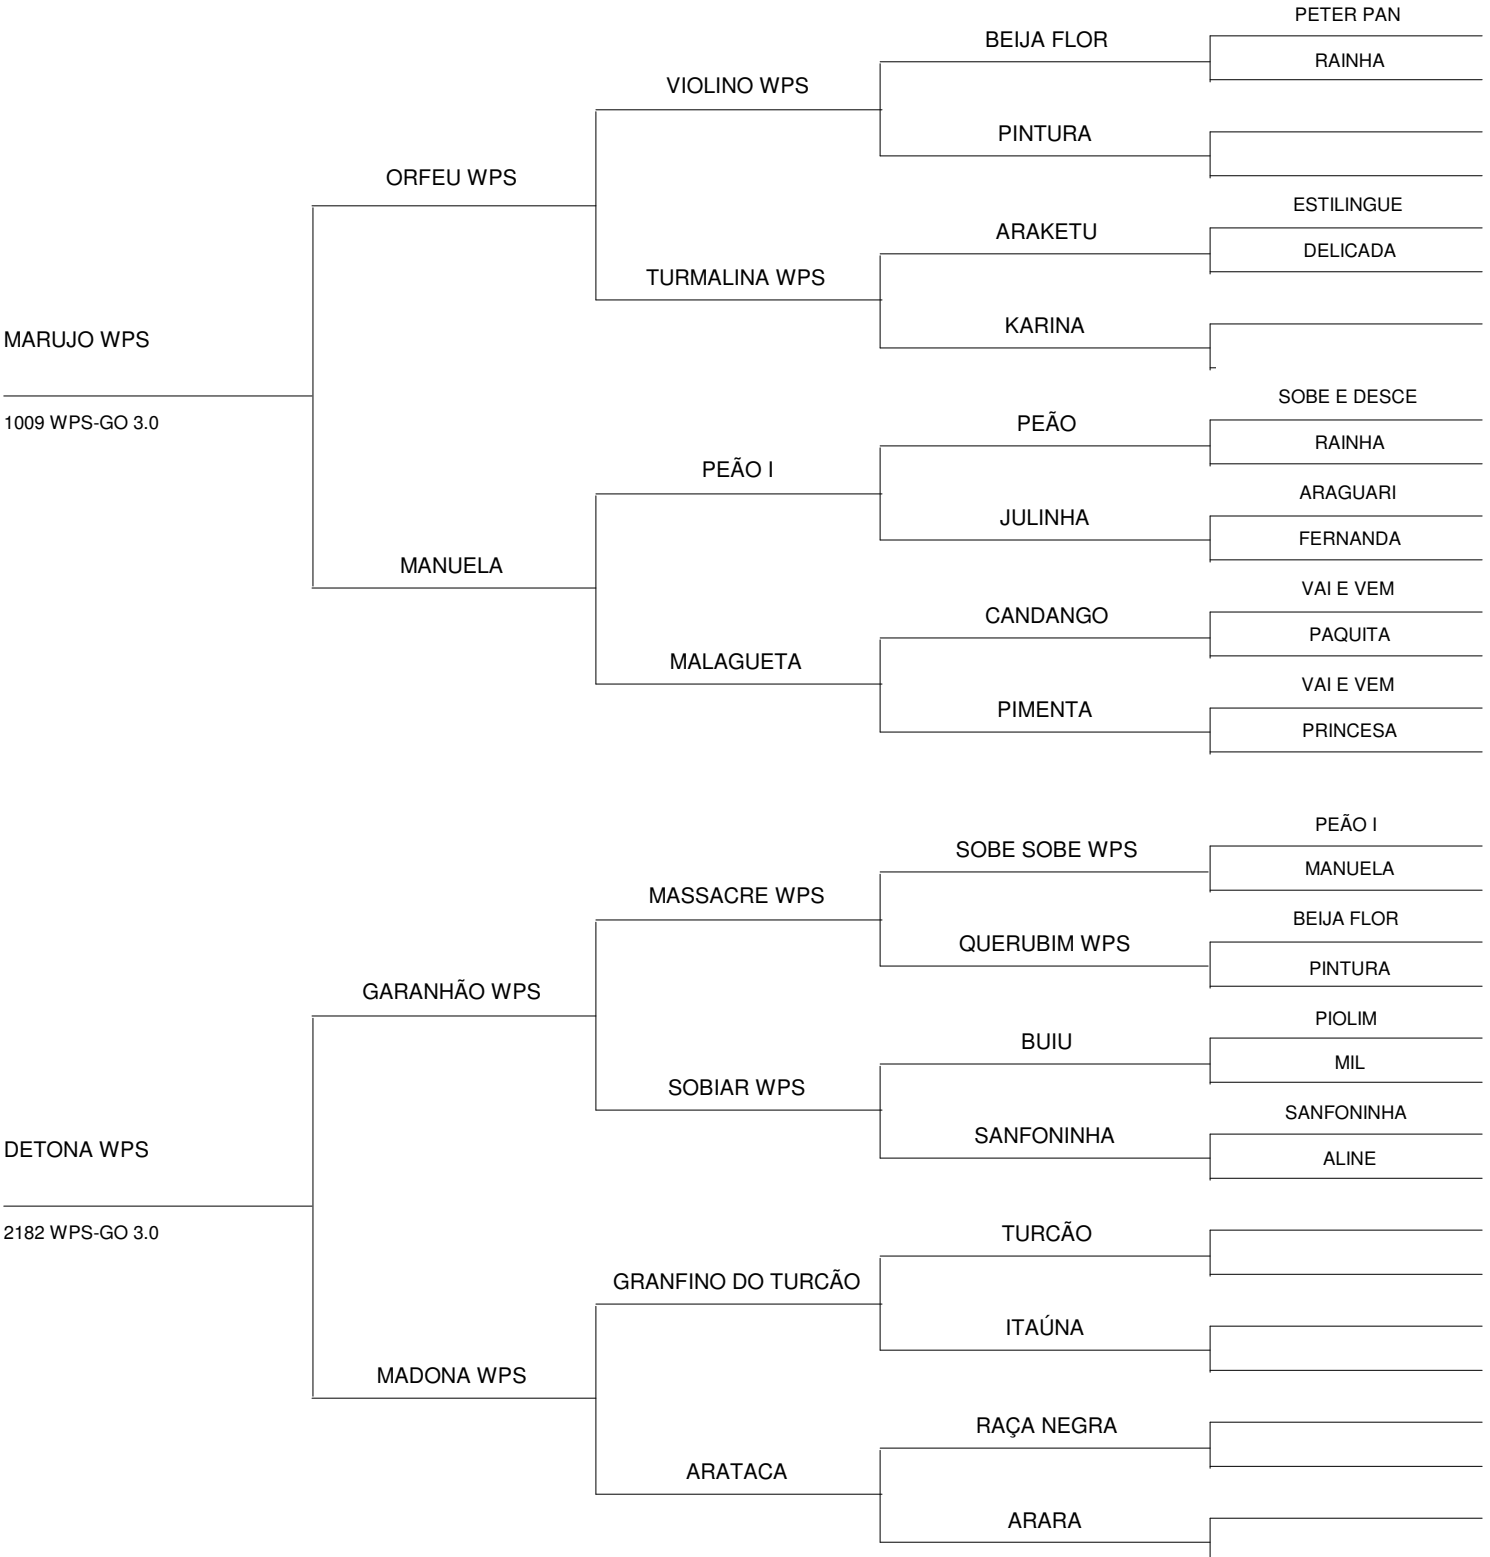 PETER PAN
BEIJA FLOR
RAINHA
VIOLINO WPS
PINTURA
ORFEU WPS
ESTILINGUE
ARAKETU
DELICADA
TURMALINA WPS
KARINA
MARUJO WPS
SOBE E DESCE
1009 WPS-GO 3.0
PEÃO
RAINHA
PEÃO I
ARAGUARI
JULINHA
FERNANDA
MANUELA
VAI E VEM
CANDANGO
PAQUITA
MALAGUETA
VAI E VEM
PIMENTA
PRINCESA
PEÃO I
SOBE SOBE WPS
MANUELA
MASSACRE WPS
BEIJA FLOR
QUERUBIM WPS
PINTURA
GARANHÃO WPS
PIOLIM
BUIU
MIL
SOBIAR WPS
SANFONINHA
SANFONINHA
DETONA WPS
ALINE
2182 WPS-GO 3.0
TURCÃO
GRANFINO DO TURCÃO
ITAÚNA
MADONA WPS
RAÇA NEGRA
ARATACA
ARARA